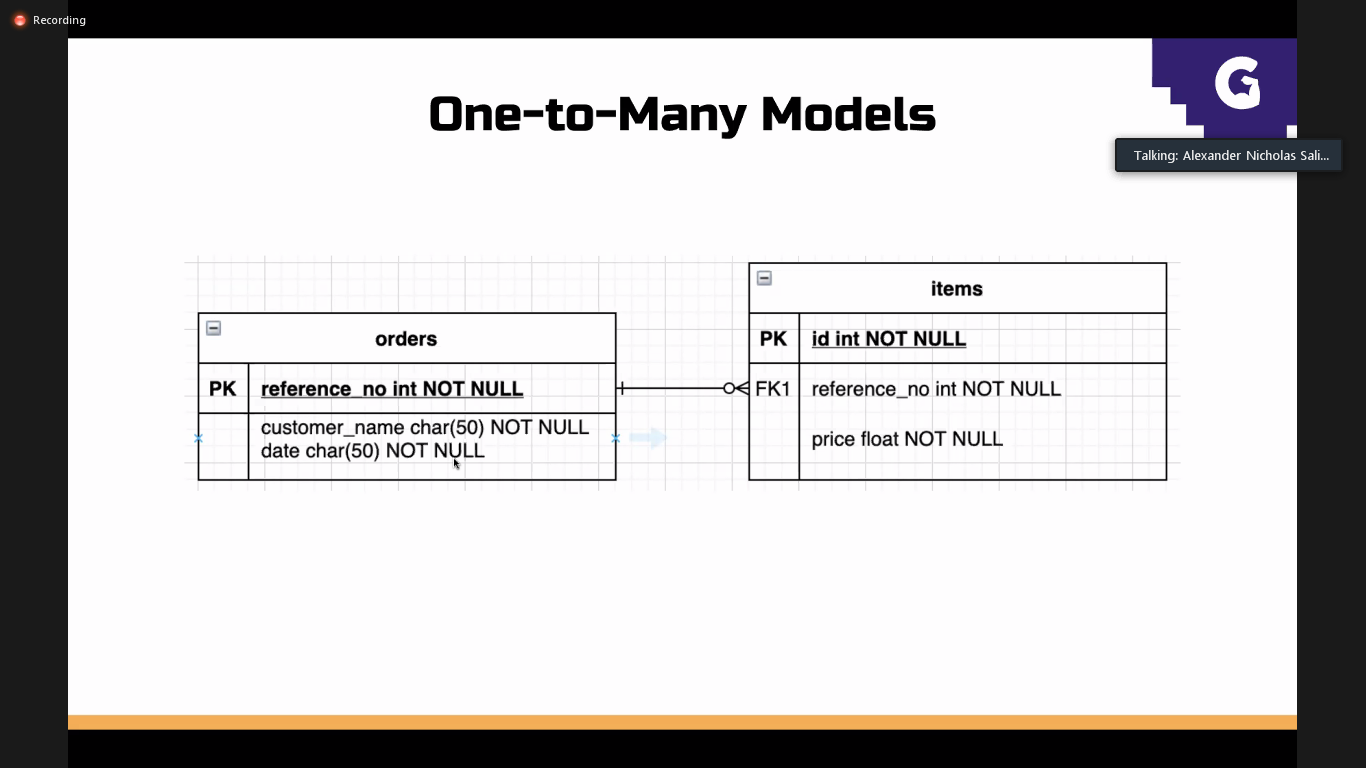 Recording
G
One-to-Many Models
Talking: Alexander Nicholas Sali...
orders
PK reference_no int NOT NULL
customer_name char(50) NOT NULL
date char(50) NOT NULL
items
PK id int NOT NULL
FK1 reference_no int NOT NULL
price float NOT NULL